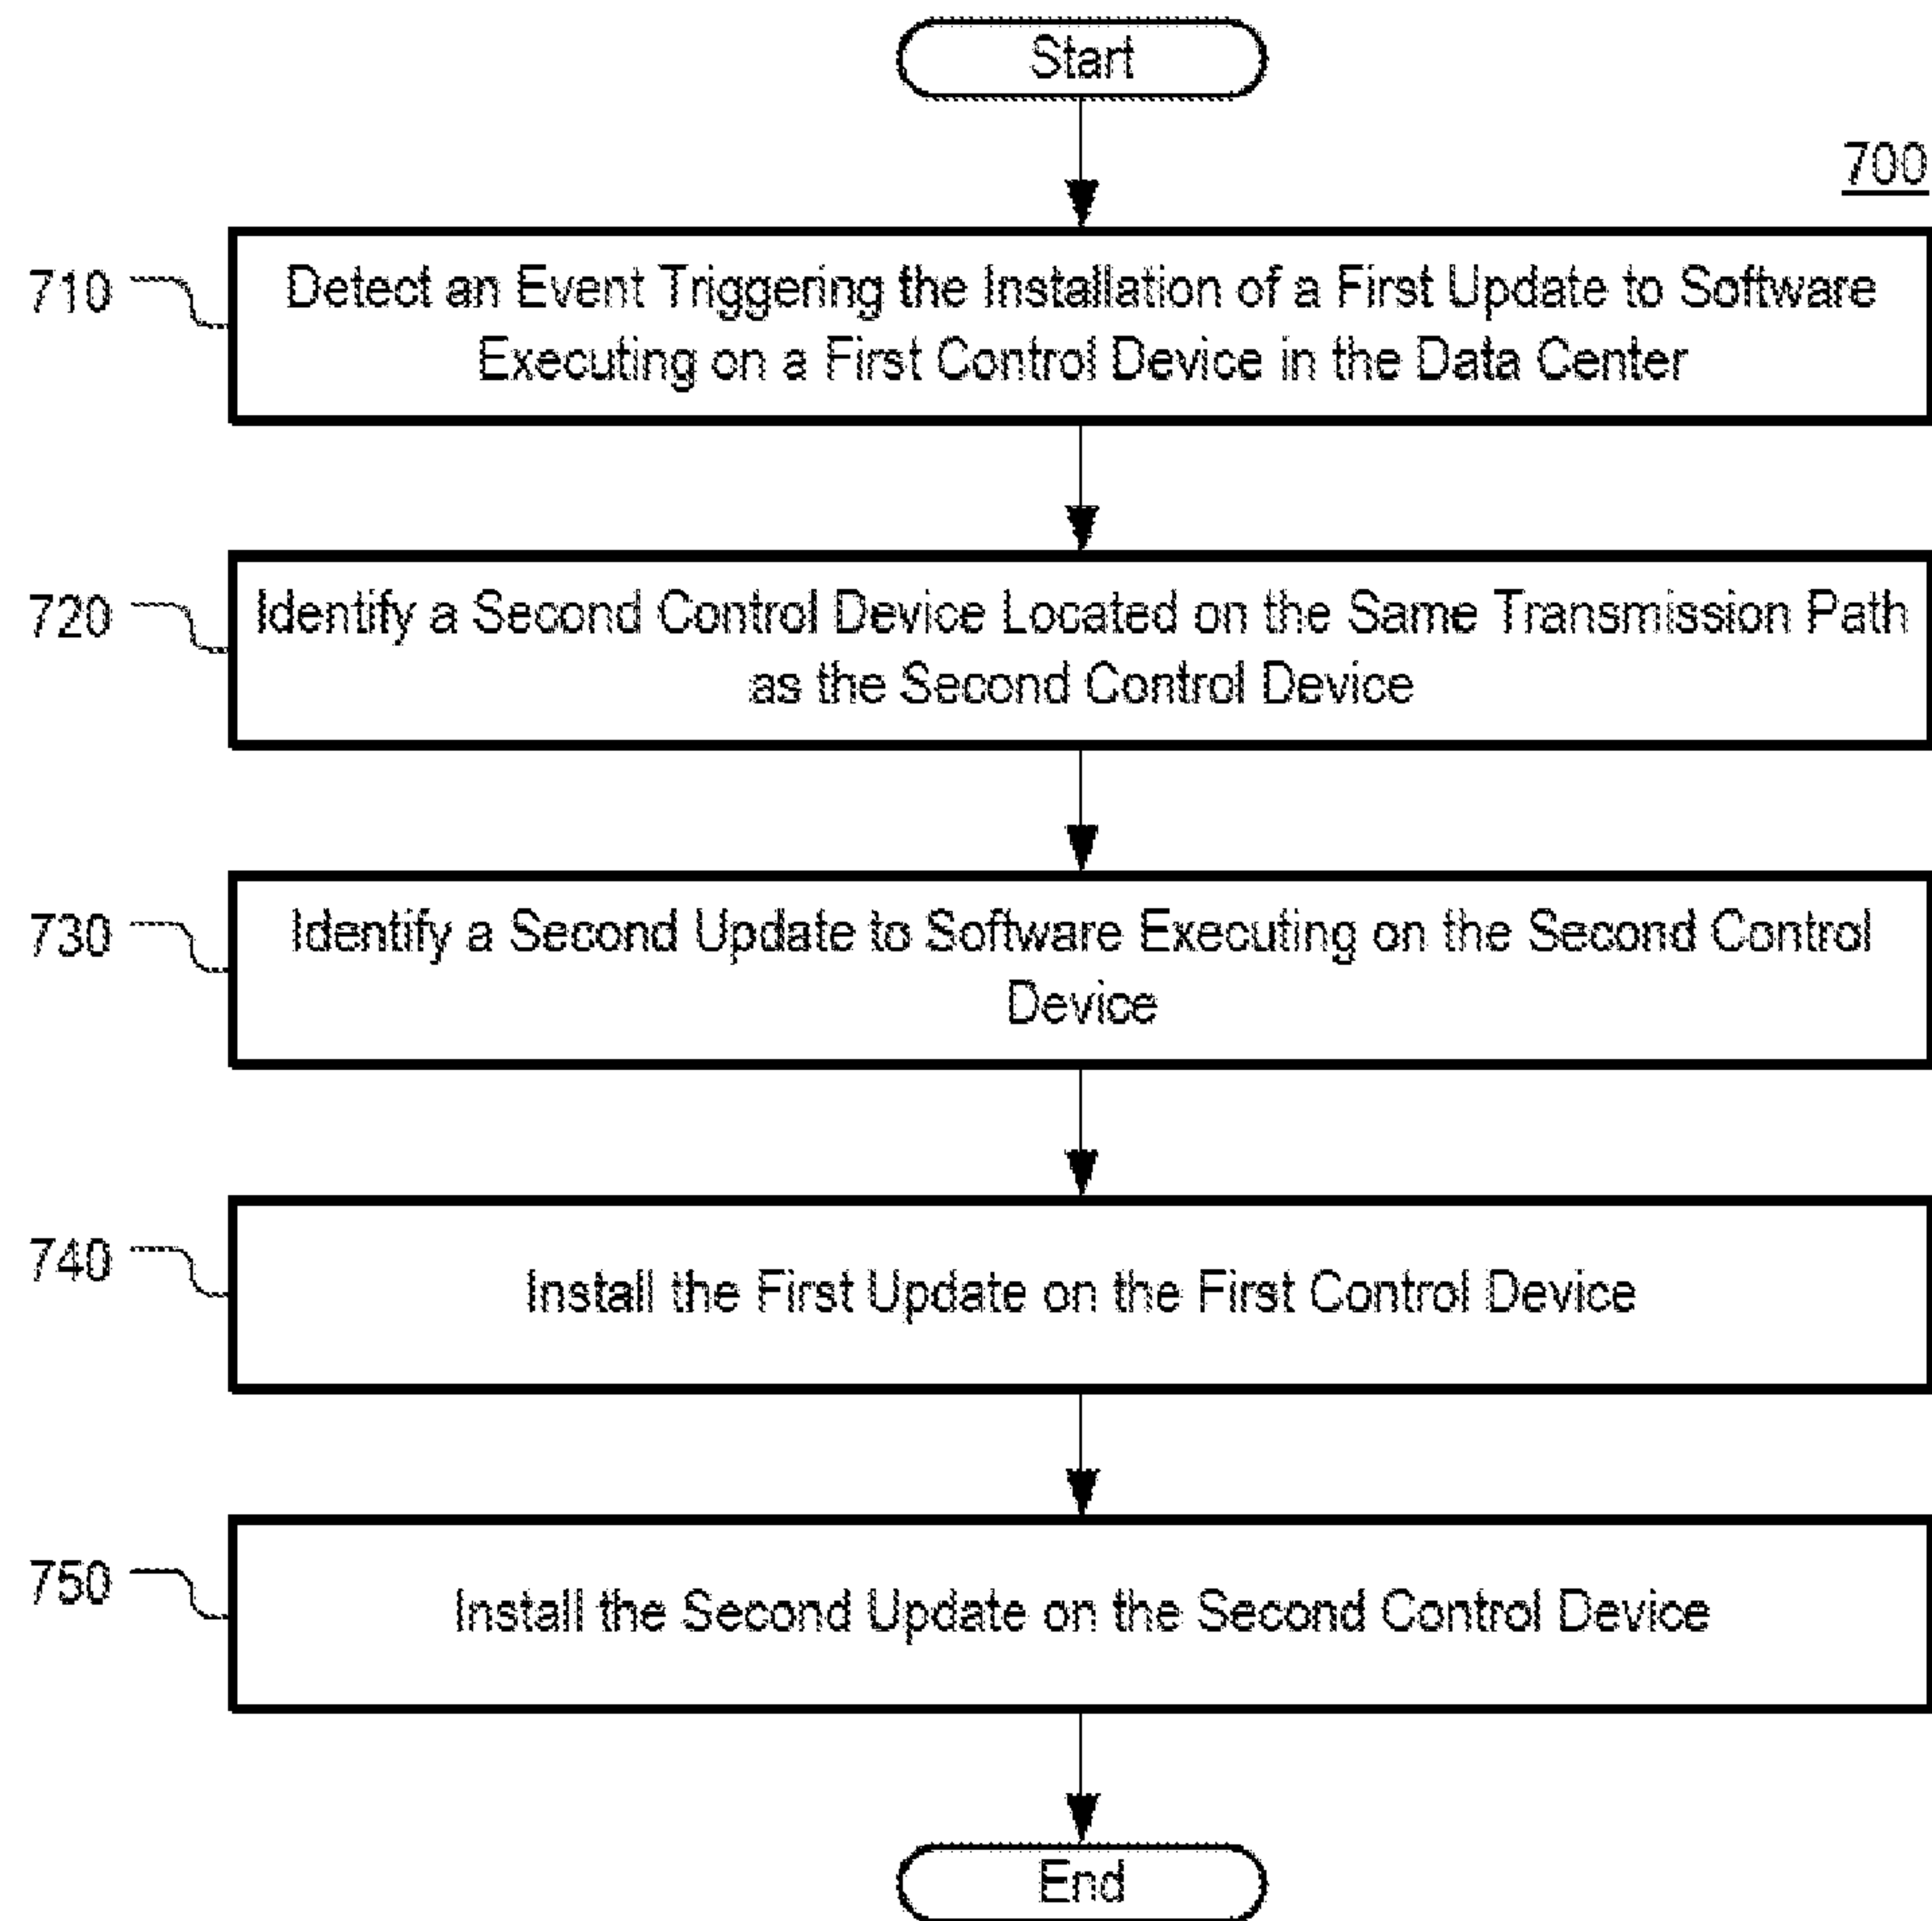 Start
700
710
Detect an Event Triggering the Installation of a First Update to Software
Executing on a First Control Device in the Data Center
720
Identify a Second Control Device Located on the Same Transmission Path
as the Second Control Device
730
Identify a Second Update to Software Executing on the Second Control
Device
740
Install the First Update on the First Control Device
750
Install the Second Update on the Second Control Device
End